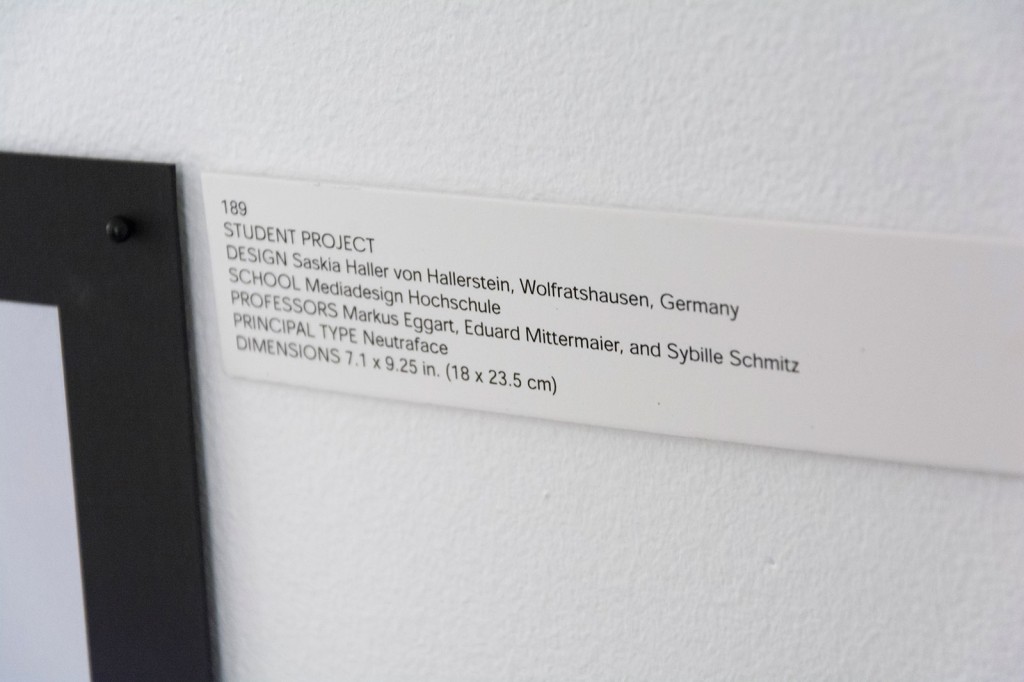 189
STUDENT PROJECT
DESIGN Saskia Haller von Hallerstein, Wolfratshausen, Germany
SCHOOL Mediadesign Hochschule
PROFESSORS Markus Eggart, Eduard Mittermaier, and Sybille Schmitz
PRINCIPAL TYPE Neutraface
DIMENSIONS 7.1 x 9.25 in. (18 x 23.5 cm)